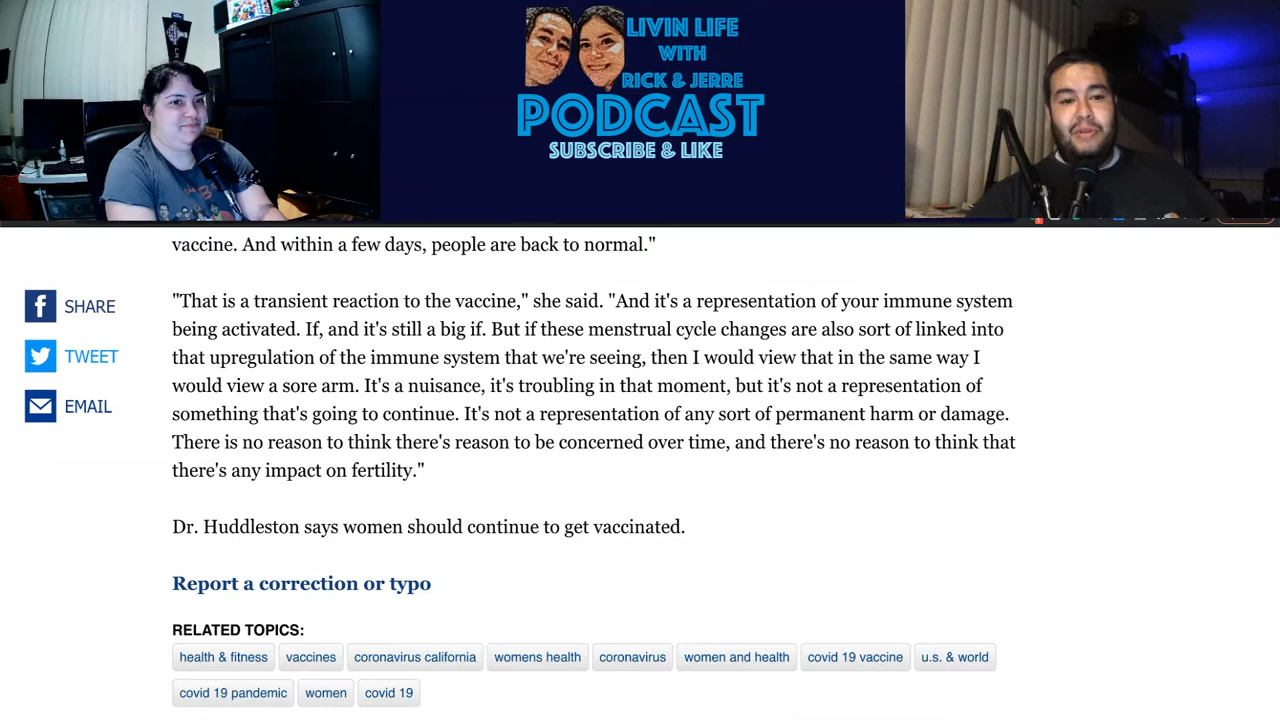 LIVIN LIFE
WITH
RICK & JERRE
PODCAST
SUBSCRIBE & LIKE
vaccine. And within a few days, people are back to normal."
SHARE
TWEET
EMAIL
"That is a transient reaction to the vaccine," she said. "And it's a representation of your immune system
being activated. If, and it's still a big if. But if these menstrual cycle changes are also sort of linked into
that upregulation of the immune system that we're seeing, then I would view that in the same way I
would view a sore arm. It's a nuisance, it's troubling in that moment, but it's not a representation of
something that's going to continue. It's not a representation of any sort of permanent harm or damage.
There is no reason to think there's reason to be concerned over time, and there's no reason to think that
there's any impact on fertility."
Dr. Huddleston says women should continue to get vaccinated.
Report a correction or typo
RELATED TOPICS:
health & fitness vaccines coronavirus california womens health coronavirus women and health covid 19 vaccine u.s. & world
covid 19 pandemic women covid 19